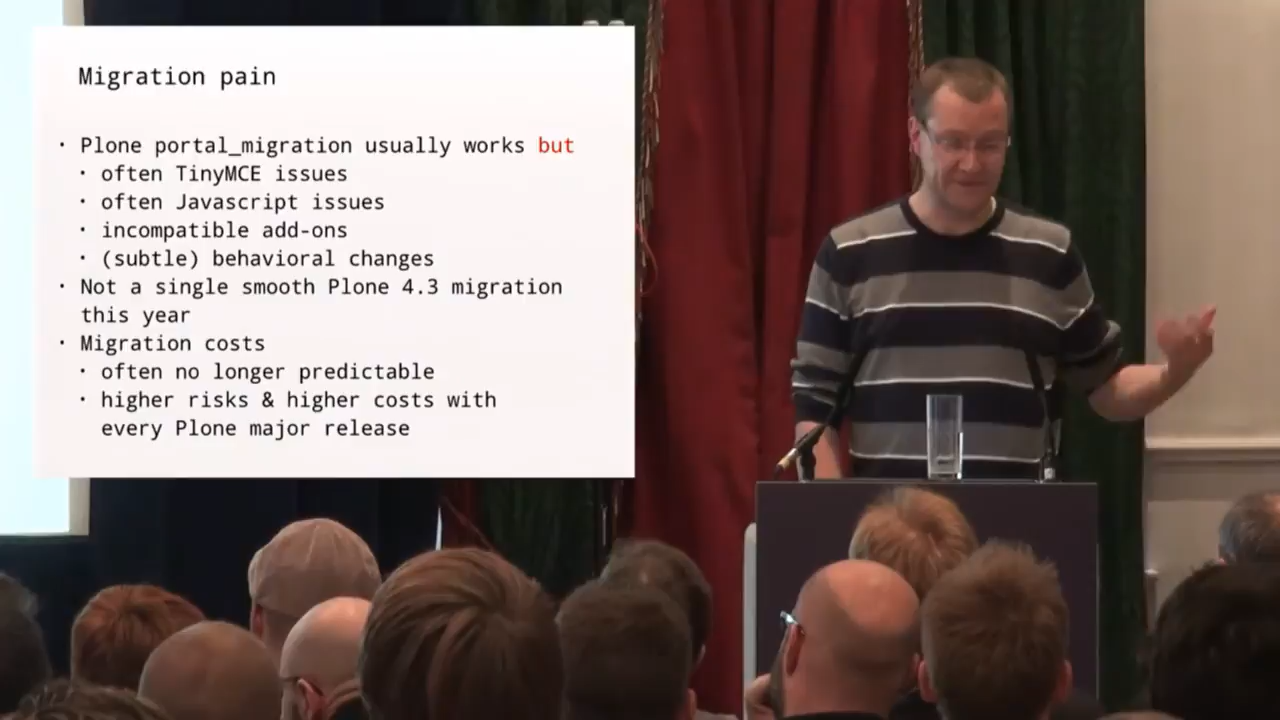 Migration pain
· Plone portal_migration usually works but
· often TinyMCE issues
· often Javascript issues
· incompatible add-ons
· (subtle) behavioral changes
· Not a single smooth Plone 4.3 migration
this year
· Migration costs
· often no longer predictable
· higher risks & higher costs with
every Plone major release